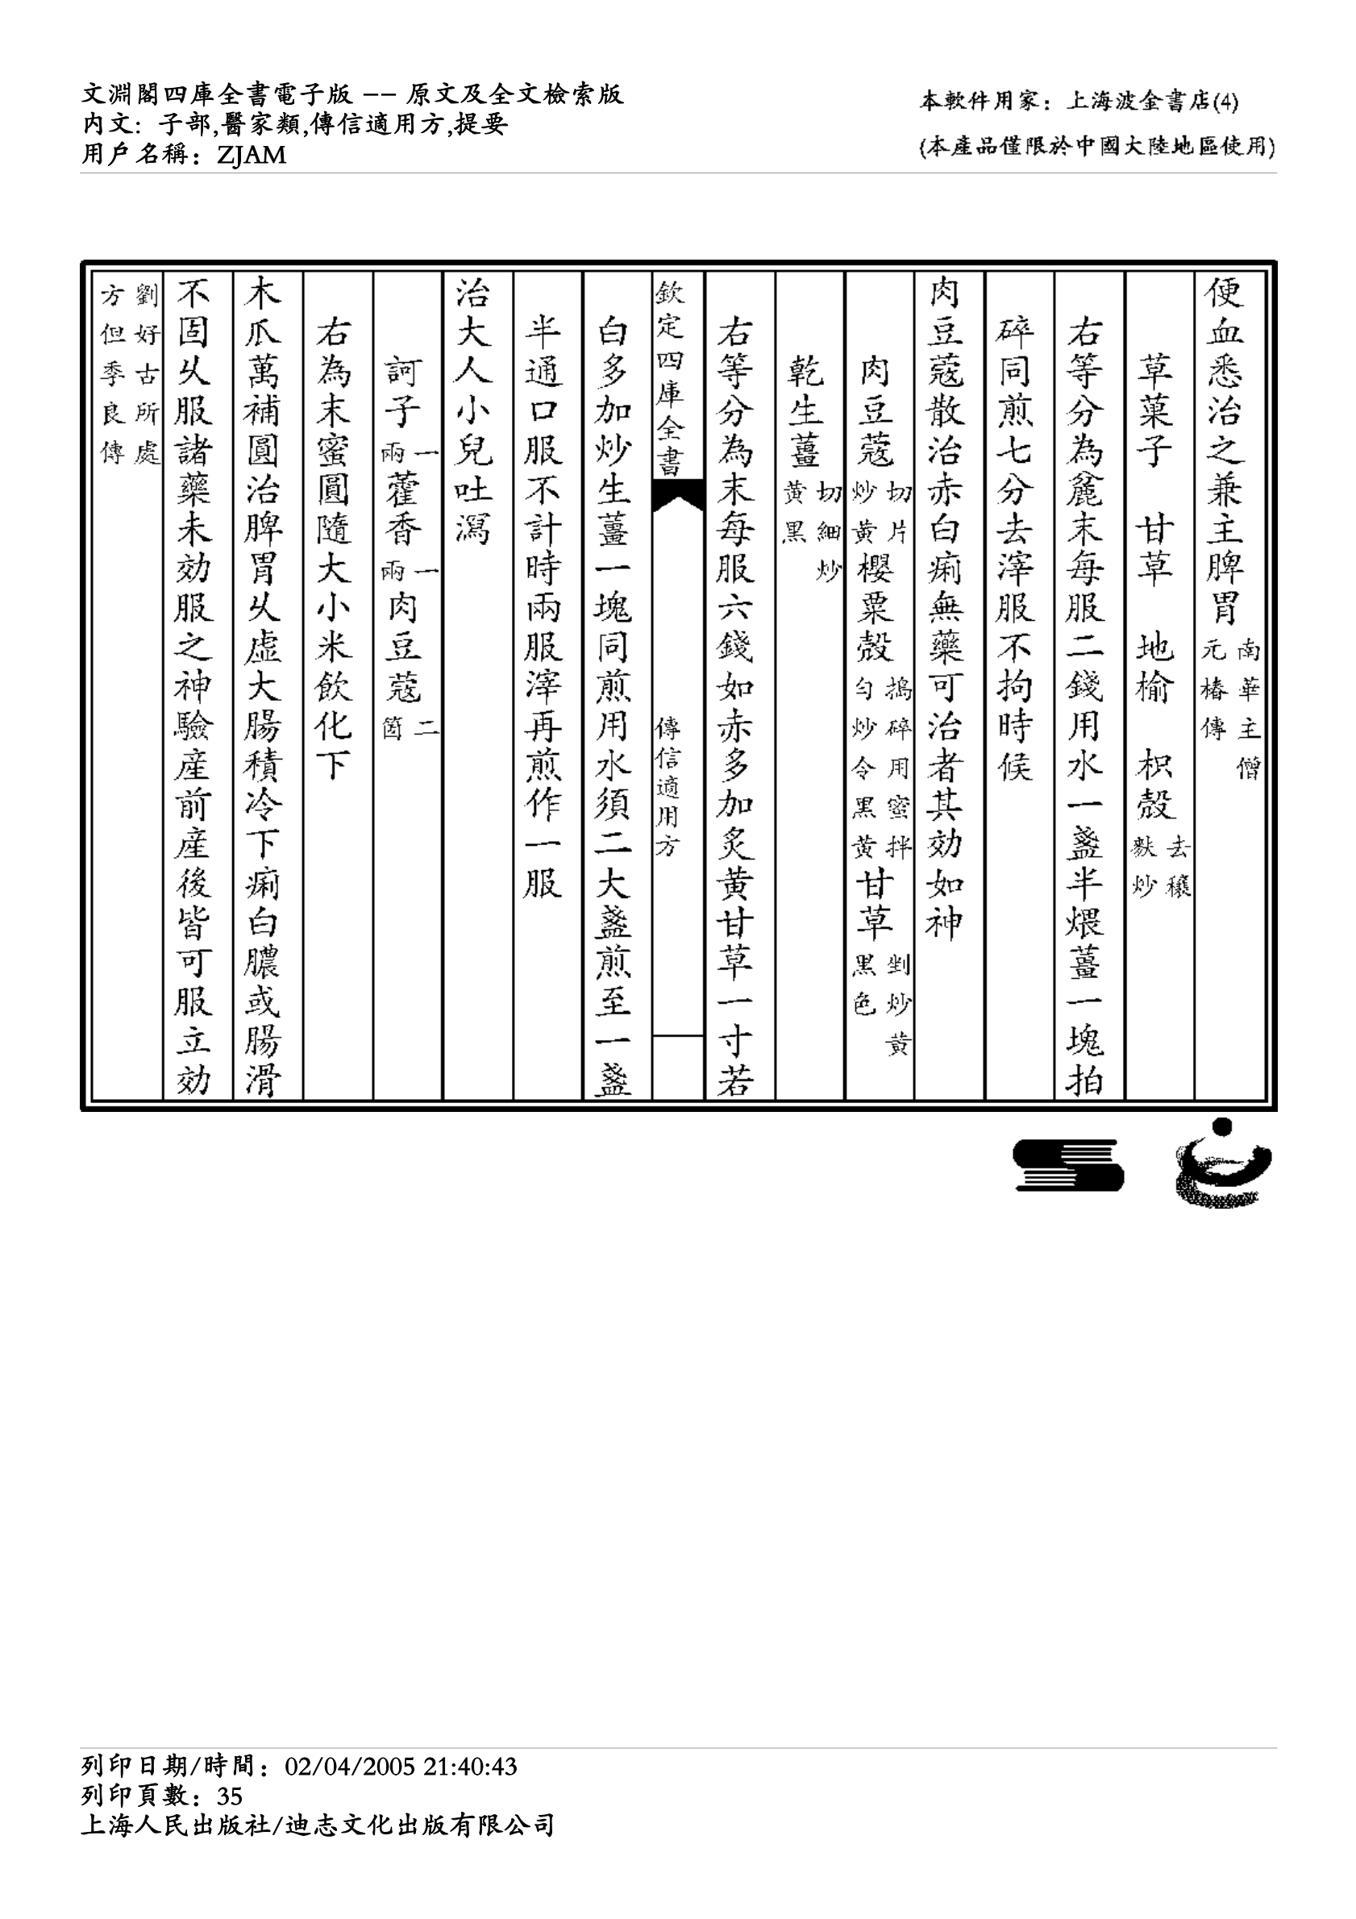 文淵閣四庫全書電子版 -- 原文及全文檢索版
內文: 子部,醫家類,傳信適用方,提要
用戶名稱: ZJAM
本軟件用家: 上海波金書店(4)
(本產品僅限於中國大陸地區使用)
便血悉治之兼主脾胃南華主僧元椿傳
草菓子 甘草 地榆 枳殼去穰麩炒
右等分為麄末每服二錢用水一盞半煨薑一塊拍
碎同煎七分去滓服不拘時候
肉豆蔻散治赤白痢無藥可治者其効如神
肉豆蔻切片炒黃櫻粟殼搗碎用蜜拌勻炒令黑黃甘草剉炒黃黑色
乾生薑切細炒黃黑
右等分為末每服六錢如赤多加炙黃甘草一寸若
欽定四庫全書 傳信適用方
白多加炒生薑一塊同煎用水須二大盞煎至一盞
半通口服不計時兩服滓再煎作一服
治大人小兒吐瀉
訶子一兩藿香一兩肉豆蔻二箇
右為末蜜圓隨大小米飲化下
木瓜萬補圓治脾胃乆虛大腸積冷下痢白膿或腸滑
不固乆服諸藥未効服之神驗產前產後皆可服立効
劉好古所處方但季良傳
列印日期/時間: 02/04/2005 21:40:43
列印頁數: 35
上海人民出版社/迪志文化出版有限公司